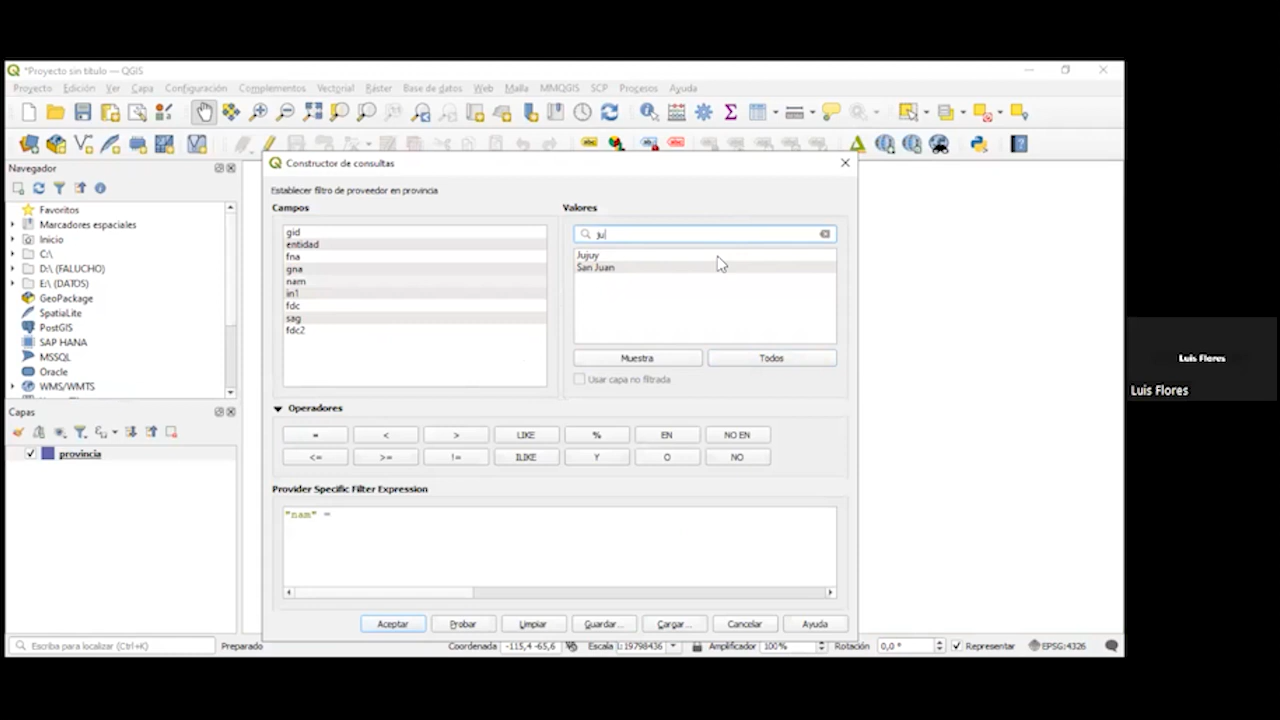 *Proyecto sin título — QGIS
Proyecto Edición Ver Capa Configuración Complementos Vectorial Ráster Base de datos Web Malla MMQGIS SCP Procesos Ayuda
Navegador
Favoritos
Marcadores espaciales
Inicio
C:\
D:\ (FALUCHO)
E:\ (DATOS)
GeoPackage
SpatiaLite
PostGIS
SAP HANA
MSSQL
Oracle
WMS/WMTS
Capas
provincia
Constructor de consultas
Establecer filtro de proveedor en provincia
Campos
gid
entidad
fna
gna
nam
in1
fdc
sag
fdc2
Valores
ju
Jujuy
San Juan
Muestra Todos
Usar capa no filtrada
Operadores
= < > LIKE % EN NO EN
<= >= != ILIKE Y O NO
Provider Specific Filter Expression
"nam" =
Aceptar Probar Limpiar Guardar... Cargar... Cancelar Ayuda
Escriba para localizar (Ctrl+K) Preparado Coordenada -115,4 -65,6 Escala 1:19798436 Amplificador 100% Rotación 0,0 ° Representar EPSG:4326
Luis Flores
Luis Flores